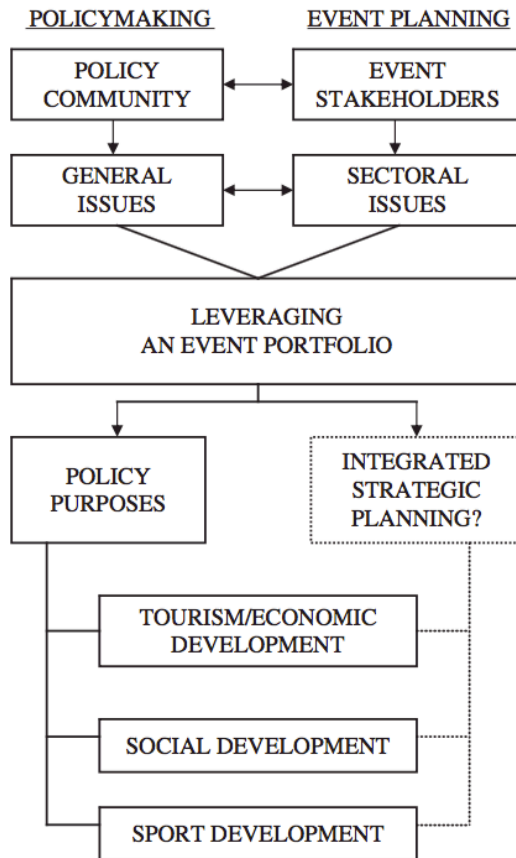 POLICYMAKING
EVENT PLANNING
POLICY
COMMUNITY
EVENT
STAKEHOLDERS
GENERAL
ISSUES
SECTORAL
ISSUES
LEVERAGING
AN EVENT PORTFOLIO
POLICY
PURPOSES
INTEGRATED
STRATEGIC
PLANNING?
TOURISM/ECONOMIC
DEVELOPMENT
SOCIAL DEVELOPMENT
SPORT DEVELOPMENT